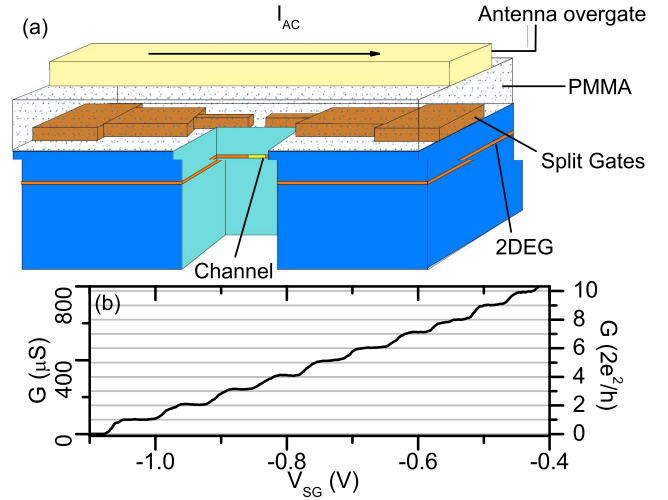 (a)
I_AC
Antenna overgate
PMMA
Split Gates
2DEG
Channel
(b)
G (μS)
800
400
0
G (2e²/h)
10
8
6
4
2
0
-1.0
-0.8
-0.6
-0.4
V_SG (V)